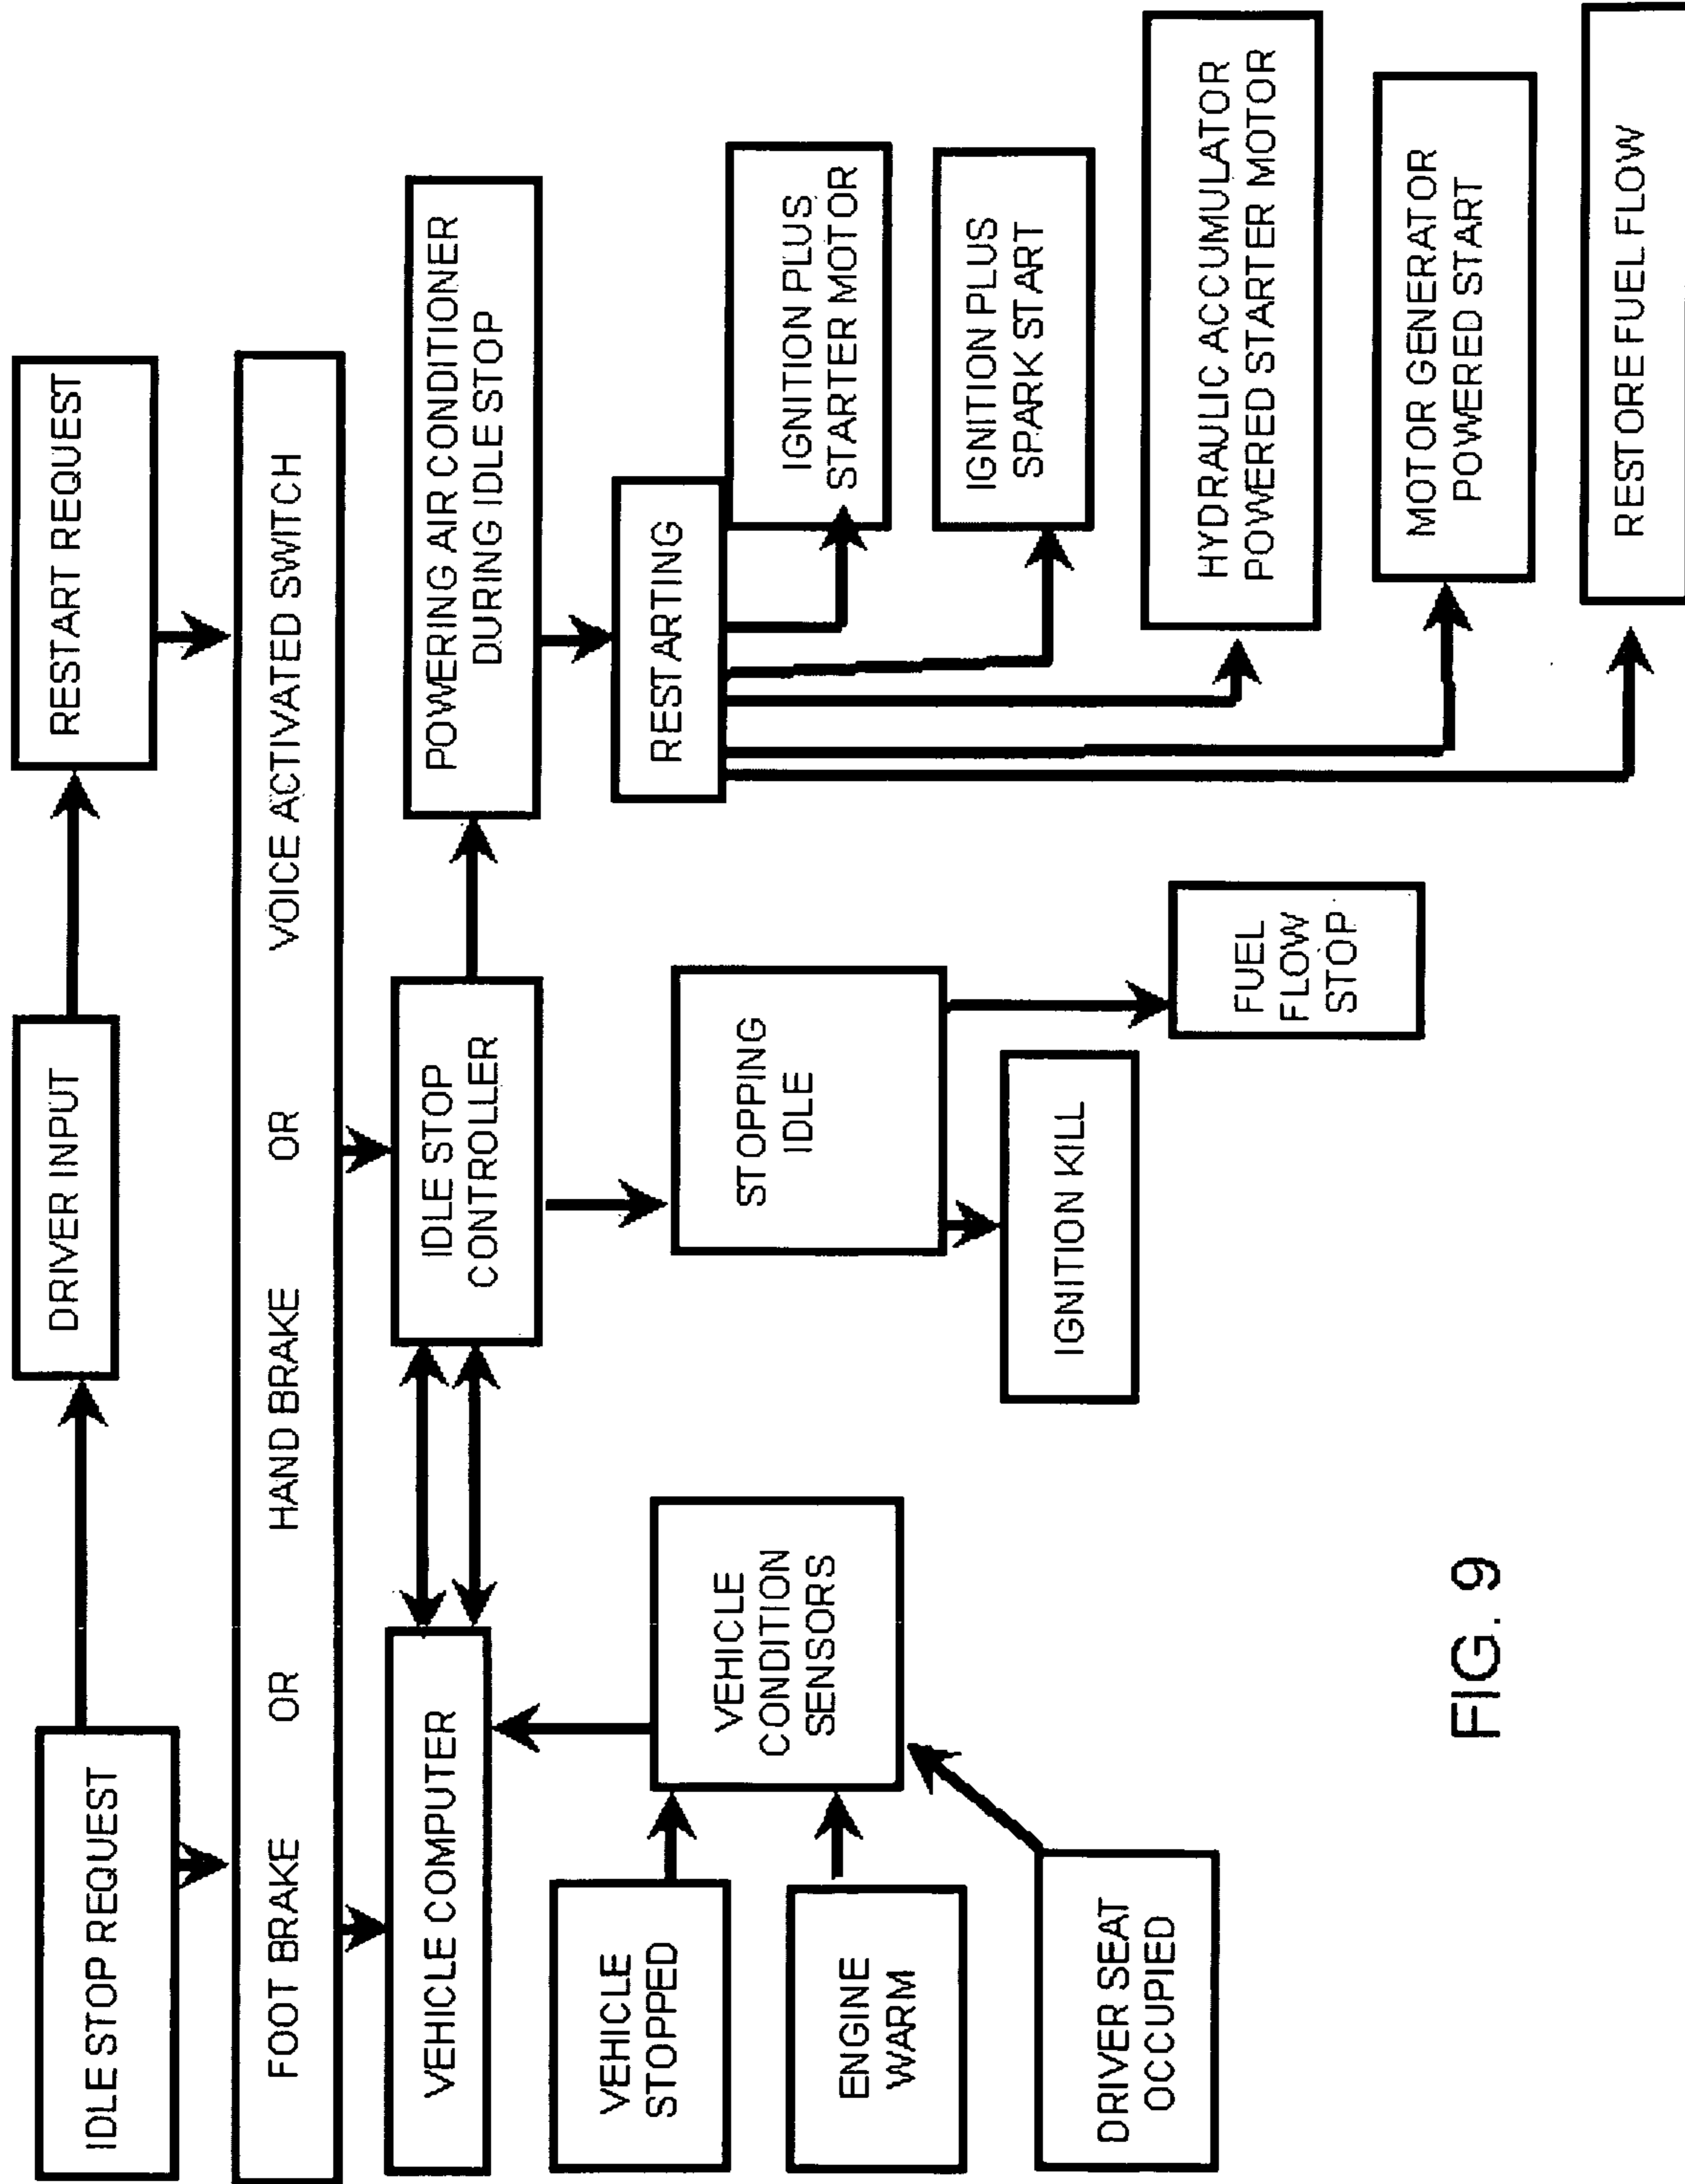 IDLE STOP REQUEST
DRIVER INPUT
RESTART REQUEST
FOOT BRAKE OR HAND BRAKE OR VOICE ACTIVATED SWITCH
VEHICLE COMPUTER
IDLE STOP
CONTROLLER
POWERING AIR CONDITIONER
DURING IDLE STOP
VEHICLE
STOPPED
ENGINE
WARM
DRIVER SEAT
OCCUPIED
VEHICLE
CONDITION
SENSORS
STOPPING
IDLE
IGNITION KILL
FUEL
FLOW
STOP
RESTARTING
IGNITION PLUS
STARTER MOTOR
IGNITION PLUS
SPARK START
HYDRAULIC ACCUMULATOR
POWERED STARTER MOTOR
MOTOR GENERATOR
POWERED START
RESTORE FUEL FLOW
FIG. 9